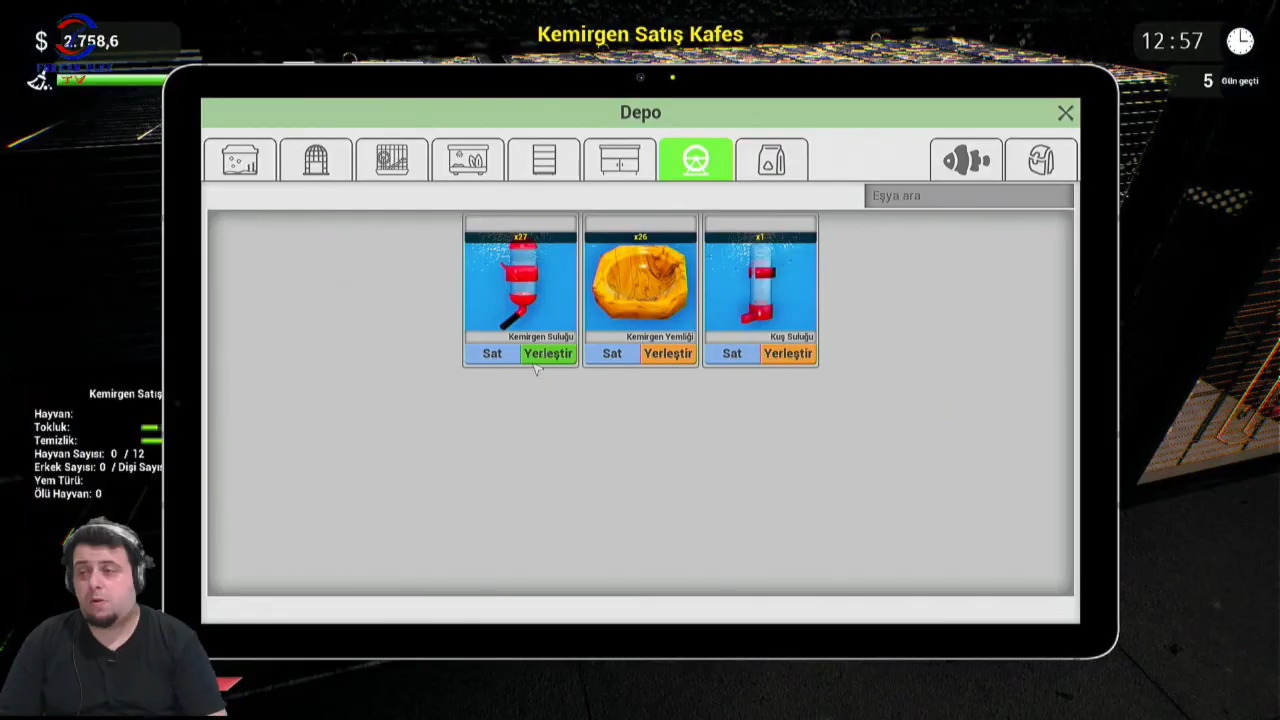 Kemirgen Satış Kafes
$ 2.758,6
12:57
5 Gün geçti
TV
Depo
Eşya ara
x27
x26
x1
Kemirgen Suluğu
Kemirgen Yemliği
Kuş Suluğu
Sat Yerleştir
Sat Yerleştir
Sat Yerleştir
Kemirgen Satış
Hayvan:
Tokluk:
Temizlik:
Hayvan Sayısı: 0 / 12
Erkek Sayısı: 0 / Dişi Sayıs
Yem Türü:
Ölü Hayvan: 0